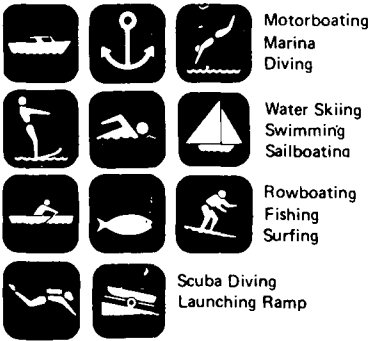 Motorboating
Marina
Diving
Water Skiing
Swimming
Sailboating
Rowboating
Fishing
Surfing
Scuba Diving
Launching Ramp